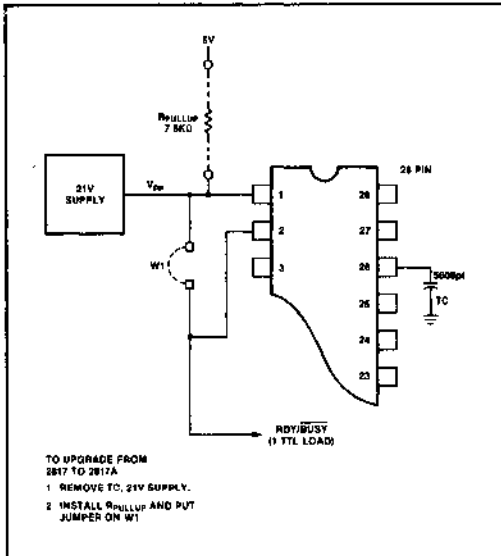 5V
RPULLUP
7.5KΩ
21V
SUPPLY
VPP
28 PIN
1
28
2
27
W1
3
26
5600pf
25
TC
24
23
RDY/BUSY
(1 TTL LOAD)
TO UPGRADE FROM
2817 TO 2817A
1 REMOVE TC, 21V SUPPLY.
2 INSTALL RPULLUP AND PUT
JUMPER ON W1